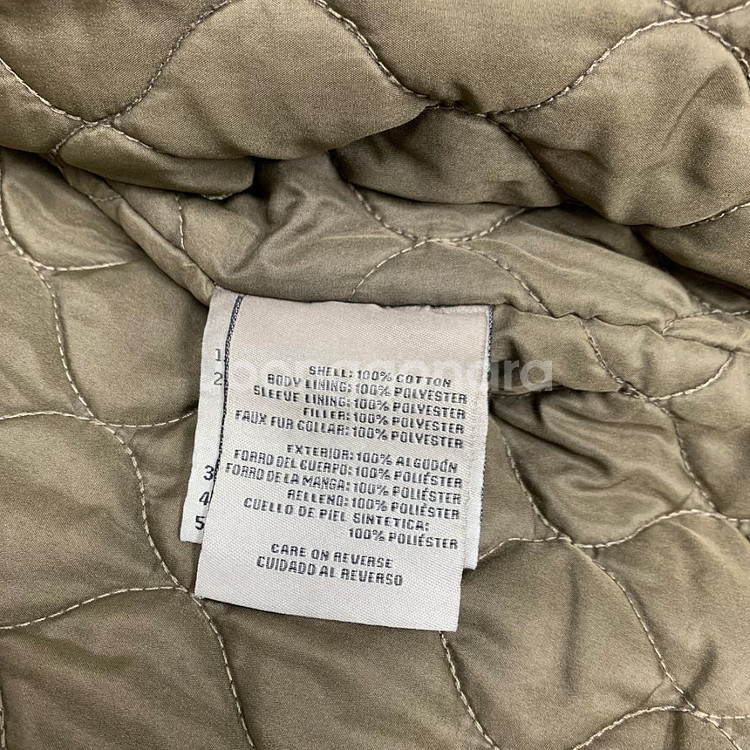 SHELL: 100% COTTON
BODY LINING: 100% POLYESTER
SLEEVE LINING: 100% POLYESTER
FILLER: 100% POLYESTER
FAUX FUR COLLAR: 100% POLYESTER
EXTERIOR: 100% ALGODÓN
FORRO DEL CUERPO: 100% POLIÉSTER
FORRO DE LA MANGA: 100% POLIÉSTER
RELLENO: 100% POLIÉSTER
CUELLO DE PIEL SINTETICA:
100% POLIÉSTER
CARE ON REVERSE
CUIDADO AL REVERSO
1
2
3
4
5